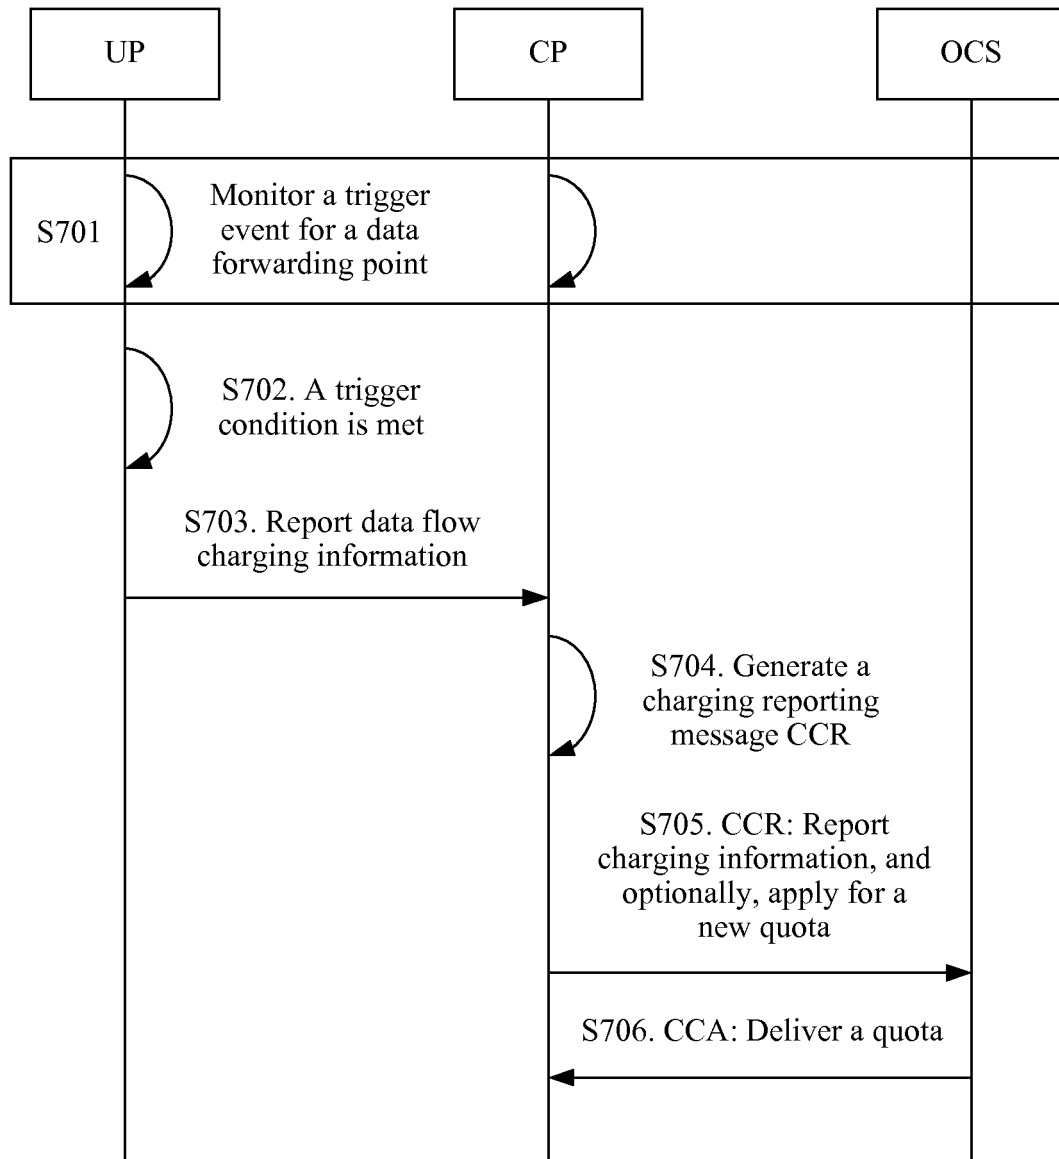 UP
CP
OCS
S701
Monitor a trigger
event for a data
forwarding point
S702. A trigger
condition is met
S703. Report data flow
charging information
S704. Generate a
charging reporting
message CCR
S705. CCR: Report
charging information, and
optionally, apply for a
new quota
S706. CCA: Deliver a quota